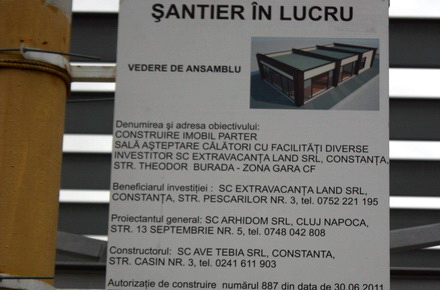 ȘANTIER ÎN LUCRU
VEDERE DE ANSAMBLU
Denumirea şi adresa obiectivului:
CONSTRUIRE IMOBIL PARTER
SALĂ AŞTEPTARE CĂLĂTORI CU FACILITĂŢI DIVERSE
INVESTITOR SC EXTRAVACANŢA LAND SRL, CONSTANŢA,
STR. THEODOR BURADA - ZONA GARA CF
Beneficiarul investiţiei : SC EXTRAVACANŢA LAND SRL,
CONSTANŢA, STR. PESCARILOR NR. 3, tel. 0752 221 195
Proiectantul general: SC ARHIDOM SRL, CLUJ NAPOCA,
STR. 13 SEPTEMBRIE NR. 5, tel. 0748 042 808
Constructorul: SC AVE TEBIA SRL, CONSTANTA,
STR. CASIN NR. 3, tel. 0241 611 903
Autorizaţie de construire numărul 887 din data de 30.06.2011